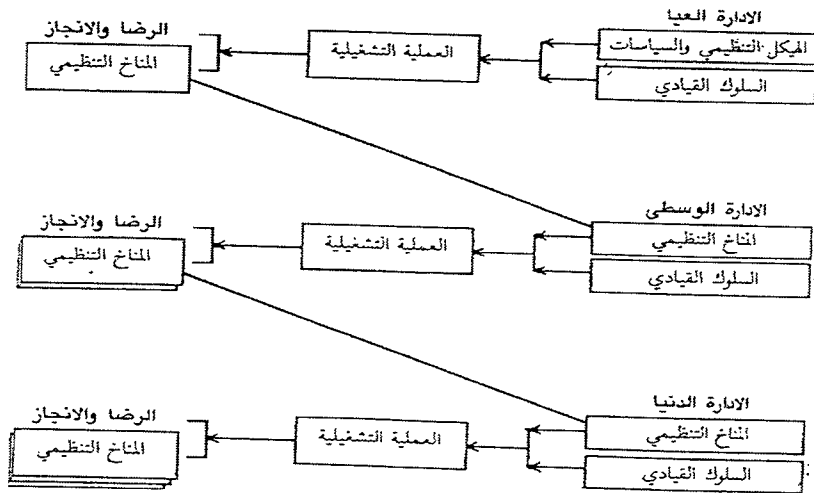 الادارة العيا
الهيكل التنظيمي والسياسات
السلوك القيادي
العملية التشغيلية
الرضا والانجاز
المناخ التنظيمي
الادارة الوسطى
المناخ التنظيمي
السلوك القيادي
العملية التشغيلية
الرضا والانجاز
المناخ التنظيمي
الادارة الدنيا
المناخ التنظيمي
السلوك القيادي
العملية التشغيلية
الرضا والانجاز
المناخ التنظيمي